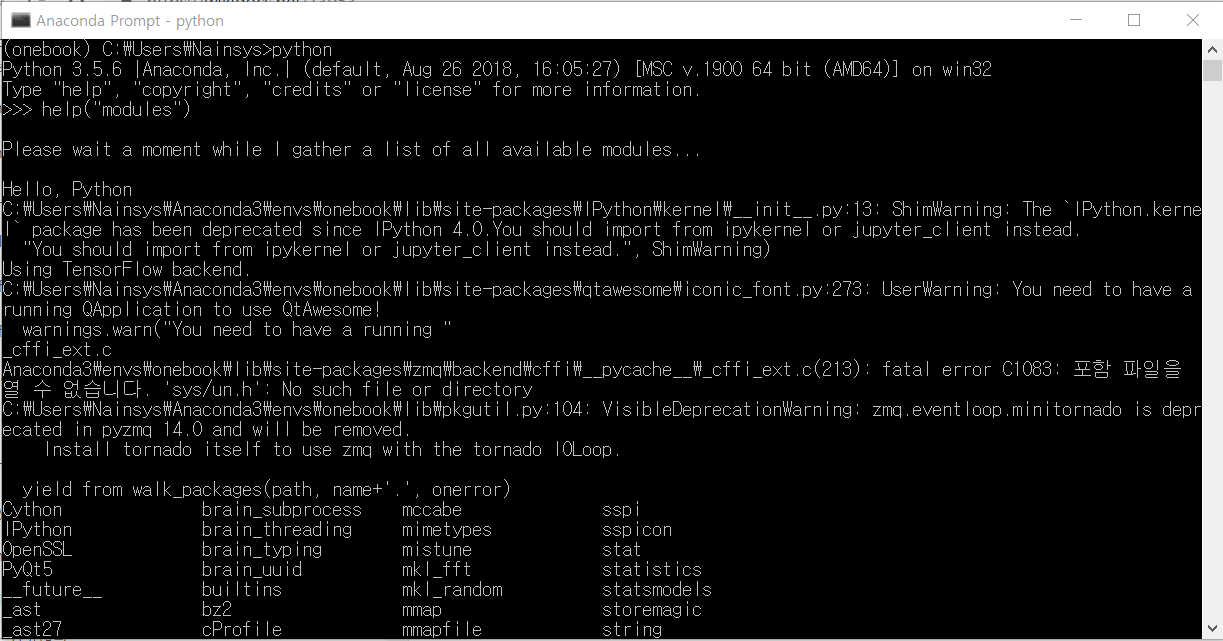 Anaconda Prompt - python
(onebook) C:₩Users₩Nainsys>python
Python 3.5.6 |Anaconda, Inc.| (default, Aug 26 2018, 16:05:27) [MSC v.1900 64 bit (AMD64)] on win32
Type "help", "copyright", "credits" or "license" for more information.
>>> help("modules")
Please wait a moment while I gather a list of all available modules...
Hello, Python
C:₩Users₩Nainsys₩Anaconda3₩envs₩onebook₩lib₩site-packages₩IPython₩kernel₩__init__.py:13: ShimWarning: The `IPython.kerne
l` package has been deprecated since IPython 4.0.You should import from ipykernel or jupyter_client instead.
"You should import from ipykernel or jupyter_client instead.", ShimWarning)
Using TensorFlow backend.
C:₩Users₩Nainsys₩Anaconda3₩envs₩onebook₩lib₩site-packages₩qtawesome₩iconic_font.py:273: UserWarning: You need to have a
running QApplication to use QtAwesome!
warnings.warn("You need to have a running "
_cffi_ext.c
Anaconda3₩envs₩onebook₩lib₩site-packages₩zmq₩backend₩cffi₩__pycache__₩_cffi_ext.c(213): fatal error C1083: 포함 파일을
열 수 없습니다. 'sys/un.h': No such file or directory
C:₩Users₩Nainsys₩Anaconda3₩envs₩onebook₩lib₩pkgutil.py:104: VisibleDeprecationWarning: zmq.eventloop.minitornado is depr
ecated in pyzmq 14.0 and will be removed.
Install tornado itself to use zmq with the tornado IOLoop.
yield from walk_packages(path, name+'.', onerror)
Cython brain_subprocess mccabe sspi
IPython brain_threading mimetypes sspicon
OpenSSL brain_typing mistune stat
PyQt5 brain_uuid mkl_fft statistics
__future__ builtins mkl_random statsmodels
_ast bz2 mmap storemagic
_ast27 cProfile mmapfile string